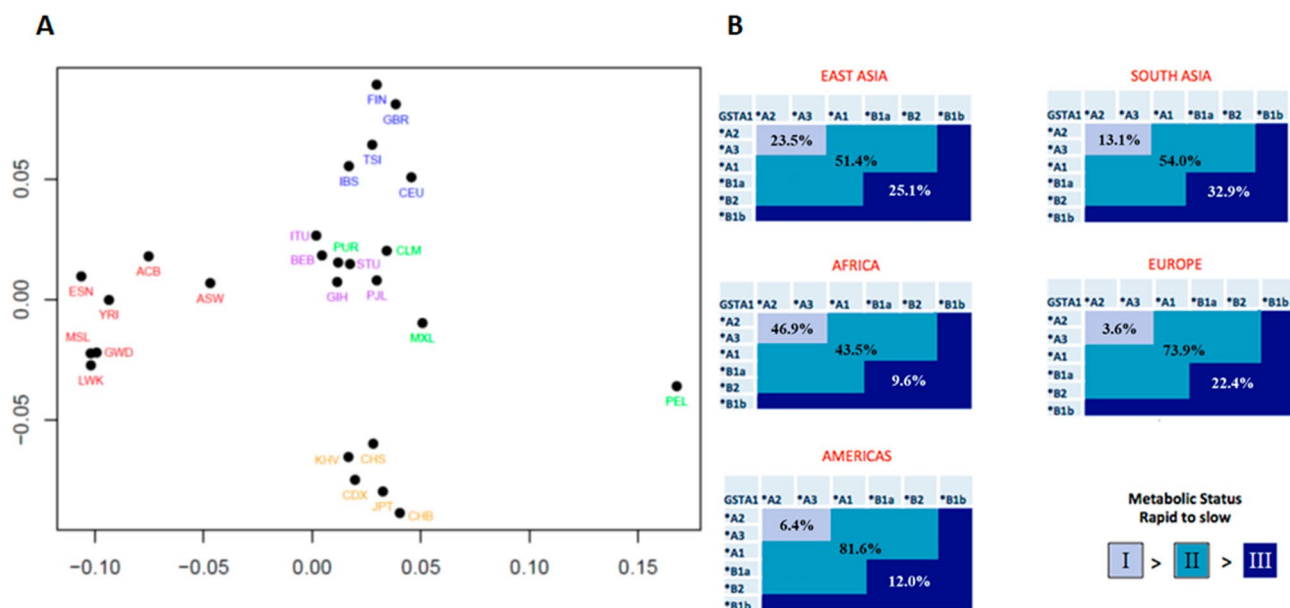 A
B
0.05
0.00
−0.05
−0.10
−0.05
0.00
0.05
0.10
0.15
FIN
GBR
TSI
IBS
CEU
ITU
PUR
CLM
BEB
STU
GIH
PJL
MXL
PEL
ACB
ESN
ASW
YRI
MSL
GWD
LWK
KHV
CHS
CDX
JPT
CHB
EAST ASIA
GSTA1 *A2 *A3 *A1 *B1a *B2 *B1b
*A2
*A3
*A1
*B1a
*B2
*B1b
23.5%
51.4%
25.1%
SOUTH ASIA
GSTA1 *A2 *A3 *A1 *B1a *B2 *B1b
*A2
*A3
*A1
*B1a
*B2
*B1b
13.1%
54.0%
32.9%
AFRICA
GSTA1 *A2 *A3 *A1 *B1a *B2 *B1b
*A2
*A3
*A1
*B1a
*B2
*B1b
46.9%
43.5%
9.6%
EUROPE
GSTA1 *A2 *A3 *A1 *B1a *B2 *B1b
*A2
*A3
*A1
*B1a
*B2
*B1b
3.6%
73.9%
22.4%
AMERICAS
GSTA1 *A2 *A3 *A1 *B1a *B2 *B1b
*A2
*A3
*A1
*B1a
*B2
*B1b
6.4%
81.6%
12.0%
Metabolic Status
Rapid to slow
I > II > III